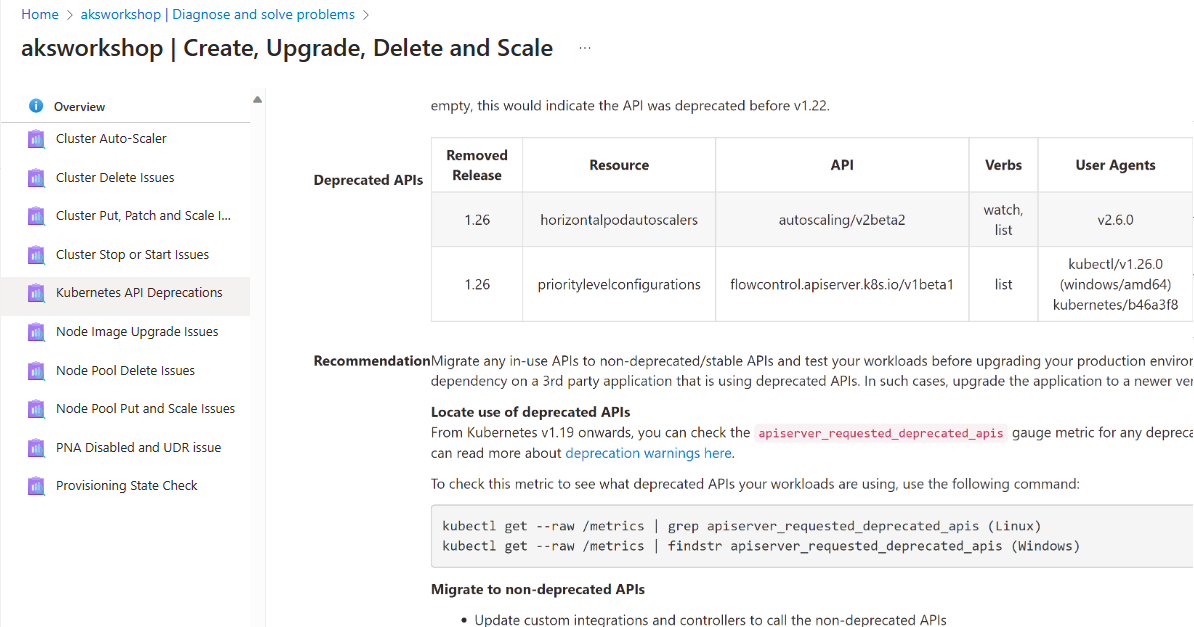 Home > aksworkshop | Diagnose and solve problems >
aksworkshop | Create, Upgrade, Delete and Scale ...
Overview
Cluster Auto-Scaler
Cluster Delete Issues
Cluster Put, Patch and Scale I...
Cluster Stop or Start Issues
Kubernetes API Deprecations
Node Image Upgrade Issues
Node Pool Delete Issues
Node Pool Put and Scale Issues
PNA Disabled and UDR issue
Provisioning State Check
empty, this would indicate the API was deprecated before v1.22.
Deprecated APIs
Removed Release Resource API Verbs User Agents
1.26 horizontalpodautoscalers autoscaling/v2beta2 watch, list v2.6.0
1.26 prioritylevelconfigurations flowcontrol.apiserver.k8s.io/v1beta1 list kubectl/v1.26.0 (windows/amd64) kubernetes/b46a3f8
Recommendation Migrate any in-use APIs to non-deprecated/stable APIs and test your workloads before upgrading your production environ
dependency on a 3rd party application that is using deprecated APIs. In such cases, upgrade the application to a newer ver
Locate use of deprecated APIs
From Kubernetes v1.19 onwards, you can check the apiserver_requested_deprecated_apis gauge metric for any depreca
can read more about deprecation warnings here.
To check this metric to see what deprecated APIs your workloads are using, use the following command:
kubectl get --raw /metrics | grep apiserver_requested_deprecated_apis (Linux)
kubectl get --raw /metrics | findstr apiserver_requested_deprecated_apis (Windows)
Migrate to non-deprecated APIs
• Update custom integrations and controllers to call the non-deprecated APIs